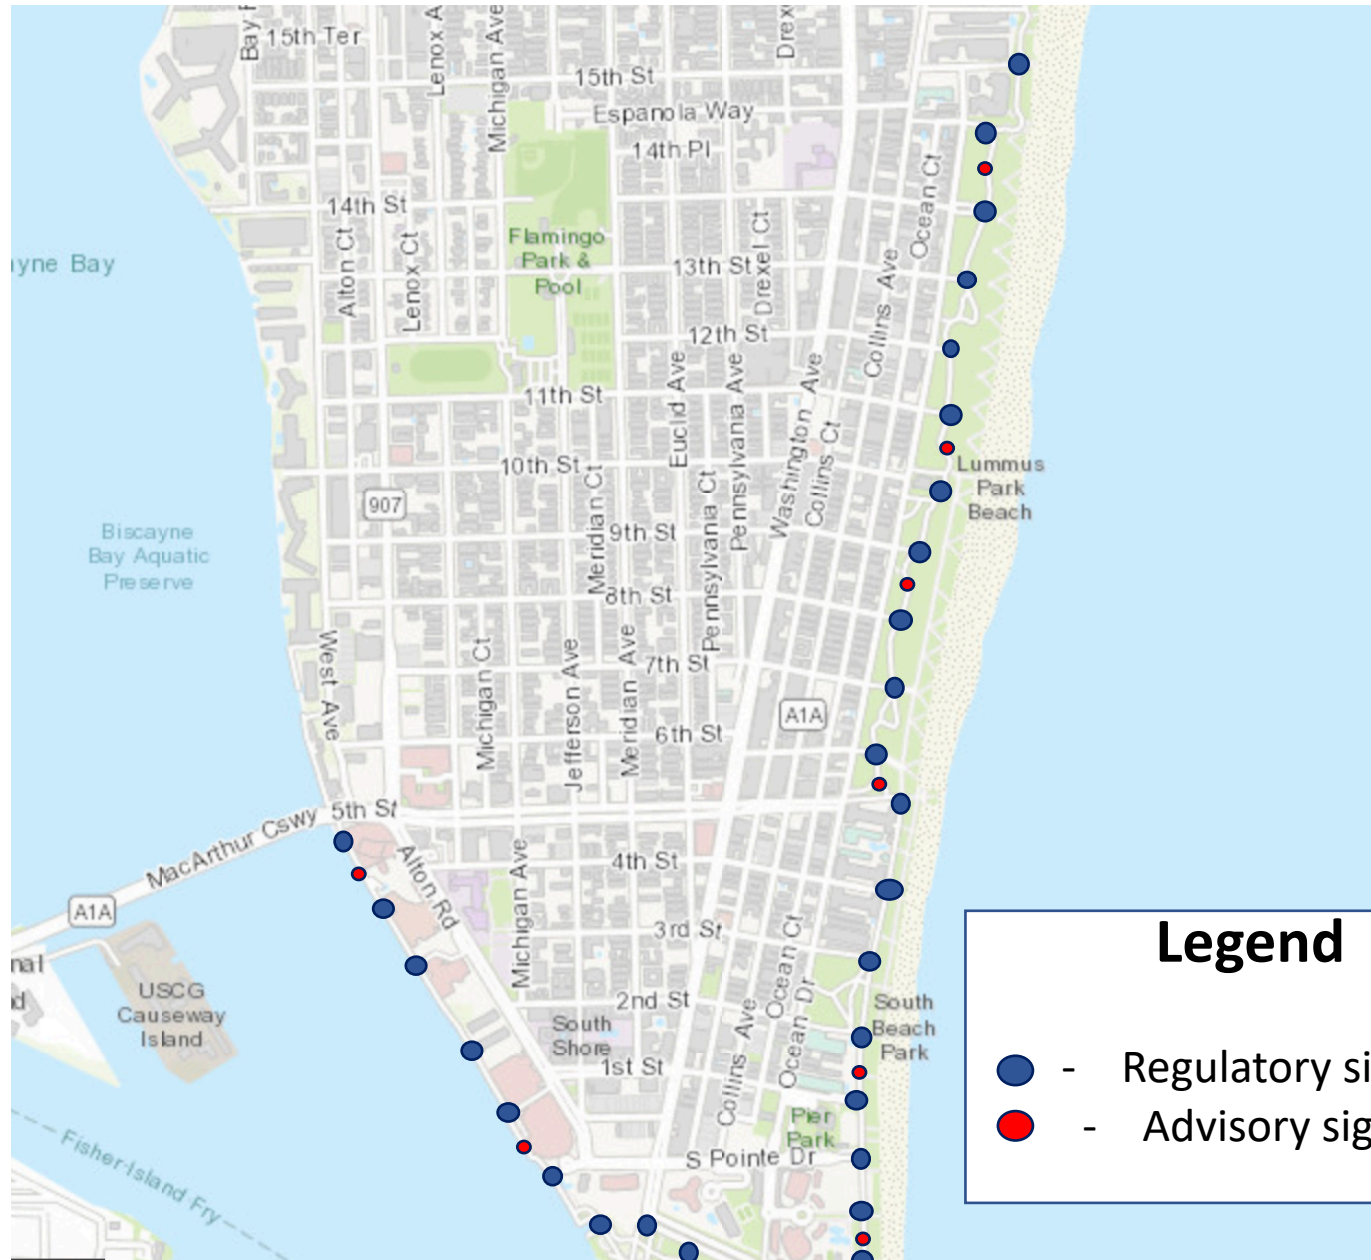 15th Ter
Bay
Lenox A
Michigan Ave
Drex
15th St
Espanola Way
14th Pl
14th St
Alton Ct
Lenox Ct
Flamingo
Park &
Pool
13th St
Drexel Ct
Ocean Ct
Collins Ave
12th St
11th St
Euclid Ave
Pennsylvania Ave
Washington Ave
Collins Ct
10th St
Meridian Ct
907
9th St
Pennsylvania Ct
Lummus
Park
Beach
yne Bay
Biscayne
Bay Aquatic
Preserve
8th St
West Ave
Michigan Ct
Jefferson Ave
Meridian Ave
7th St
6th St
A1A
5th St
MacArthur Cswy
A1A
Alton Rd
Michigan Ave
4th St
3rd St
Ocean Ct
Ocean Dr
Collins Ave
2nd St
South
Shore
1st St
South
Beach
Park
Pier
Park
S Pointe Dr
nal
d
USCG
Causeway
Island
Fisher Island Fry
Legend
- Regulatory si
- Advisory sig